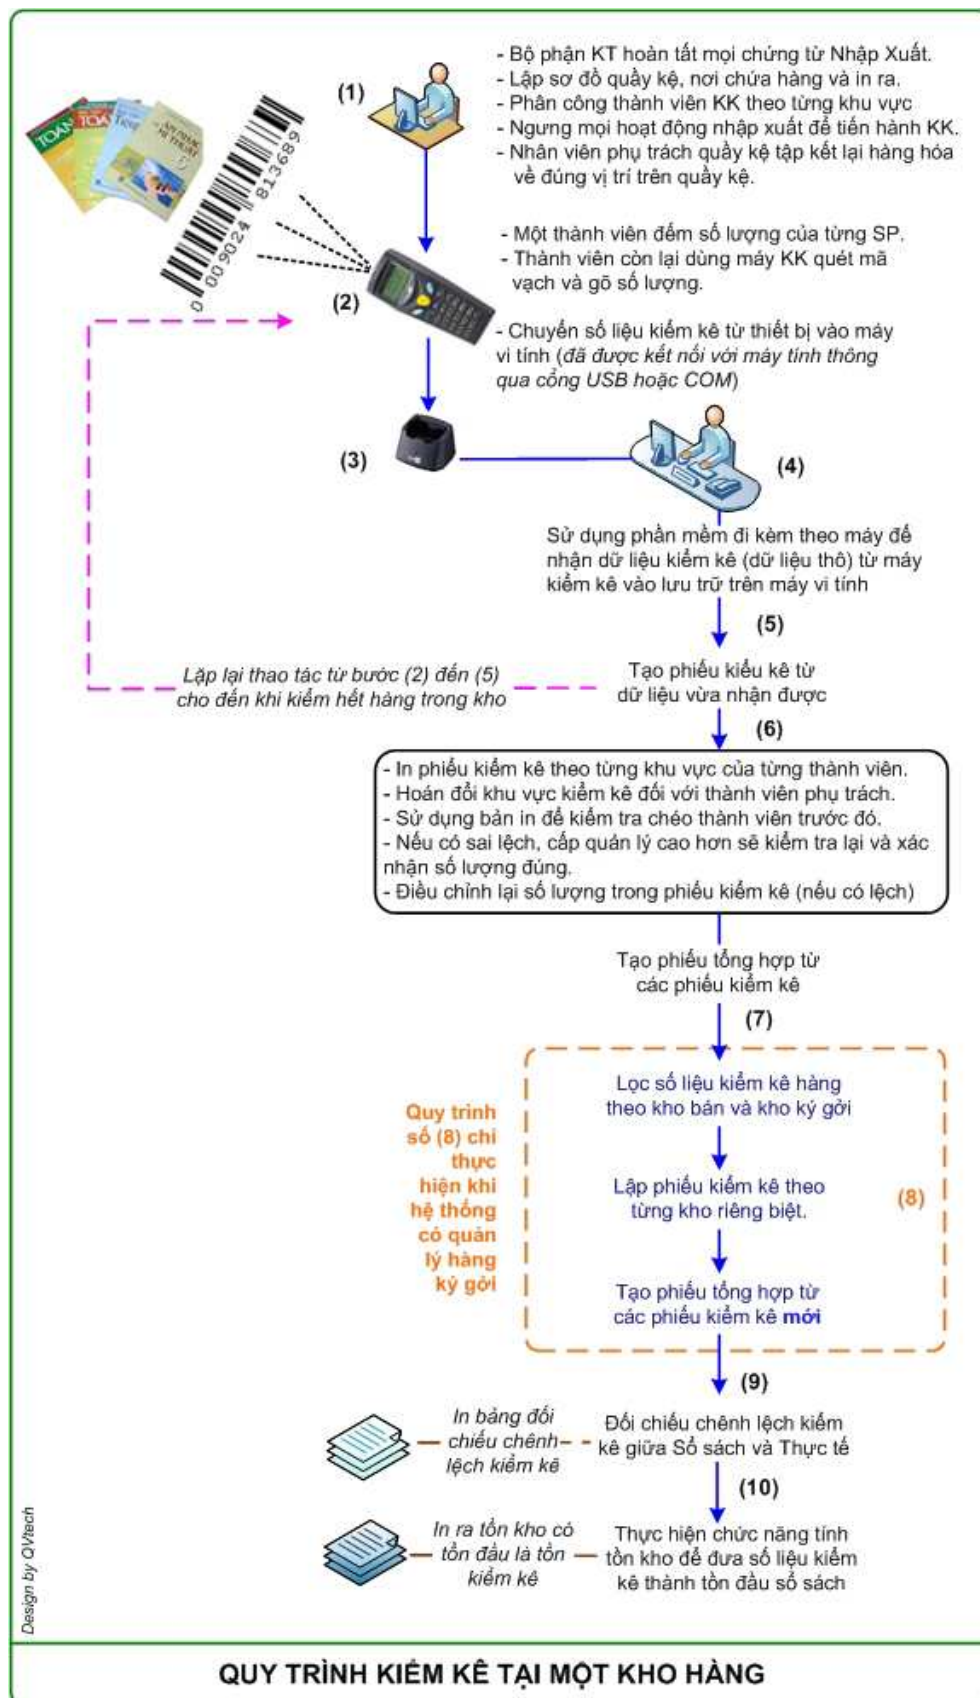 - Bộ phận KT hoàn tất mọi chứng từ Nhập Xuất.
- Lập sơ đồ quầy kệ, nơi chứa hàng và in ra.
(1)
- Phân công thành viên KK theo từng khu vực
- Ngưng mọi hoạt động nhập xuất để tiến hành KK.
- Nhân viên phụ trách quầy kệ tập kết lại hàng hóa
về đúng vị trí trên quầy kệ.
TOAN
TOA
0 009024 813689
- Một thành viên đếm số lượng của từng SP.
- Thành viên còn lại dùng máy KK quét mã
vạch và gõ số lượng.
(2)
- Chuyển số liệu kiểm kê từ thiết bị vào máy
vi tính (đã được kết nối với máy tính thông
qua cổng USB hoặc COM)
(3)
(4)
Sử dụng phần mềm đi kèm theo máy để
nhận dữ liệu kiểm kê (dữ liệu thô) từ máy
kiểm kê vào lưu trữ trên máy vi tính
(5)
Lặp lại thao tác từ bước (2) đến (5)
cho đến khi kiểm hết hàng trong kho
Tạo phiếu kiểu kê từ
dữ liệu vừa nhận được
(6)
- In phiếu kiểm kê theo từng khu vực của từng thành viên.
- Hoán đổi khu vực kiểm kê đối với thành viên phụ trách.
- Sử dụng bản in để kiểm tra chéo thành viên trước đó.
- Nếu có sai lệch, cấp quản lý cao hơn sẽ kiểm tra lại và xác
nhận số lượng đúng.
- Điều chỉnh lại số lượng trong phiếu kiểm kê (nếu có lệch)
Tạo phiếu tổng hợp từ
các phiếu kiểm kê
(7)
Lọc số liệu kiểm kê hàng
theo kho bán và kho ký gởi
Quy trình
số (8) chỉ
thực
hiện khi
hệ thống
có quản
lý hàng
ký gởi
Lập phiếu kiểm kê theo
từng kho riêng biệt.
(8)
Tạo phiếu tổng hợp từ
các phiếu kiểm kê mới
(9)
In bảng đối
chiếu chênh
lệch kiểm kê
Đối chiếu chênh lệch kiểm
kê giữa Sổ sách và Thực tế
(10)
In ra tồn kho có
tồn đầu là tồn
kiểm kê
Thực hiện chức năng tính
tồn kho để đưa số liệu kiểm
kê thành tồn đầu sổ sách
Design by QVtech
QUY TRÌNH KIỂM KÊ TẠI MỘT KHO HÀNG